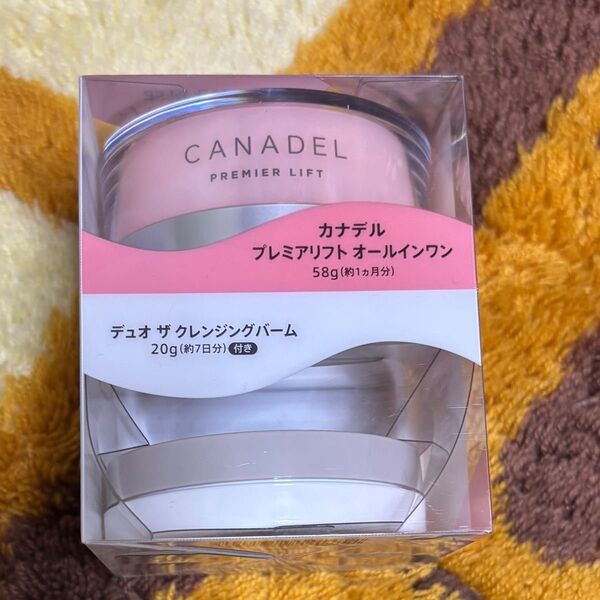 CANADEL
PREMIER LIFT
カナデル
プレミアリフト オールインワン
58g(約1ヵ月分)
デュオ ザ クレンジングバーム
20g(約7日分) 付き